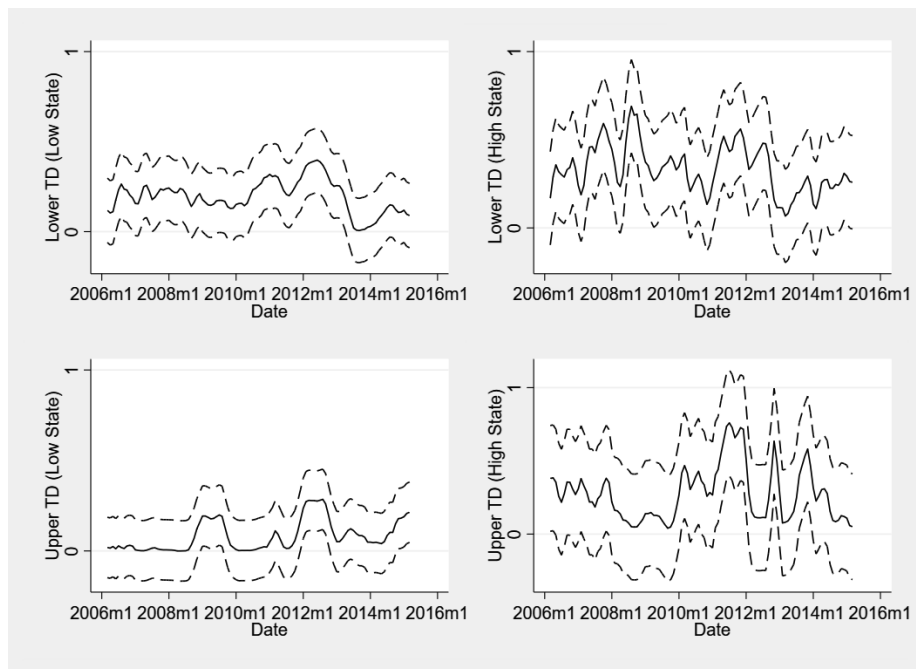 Lower TD (Low State)
1
0
2006m1 2008m1 2010m1 2012m1 2014m1 2016m1
Date
Lower TD (High State)
1
0
2006m1 2008m1 2010m1 2012m1 2014m1 2016m1
Date
Upper TD (Low State)
1
0
2006m1 2008m1 2010m1 2012m1 2014m1 2016m1
Date
Upper TD (High State)
1
0
2006m1 2008m1 2010m1 2012m1 2014m1 2016m1
Date